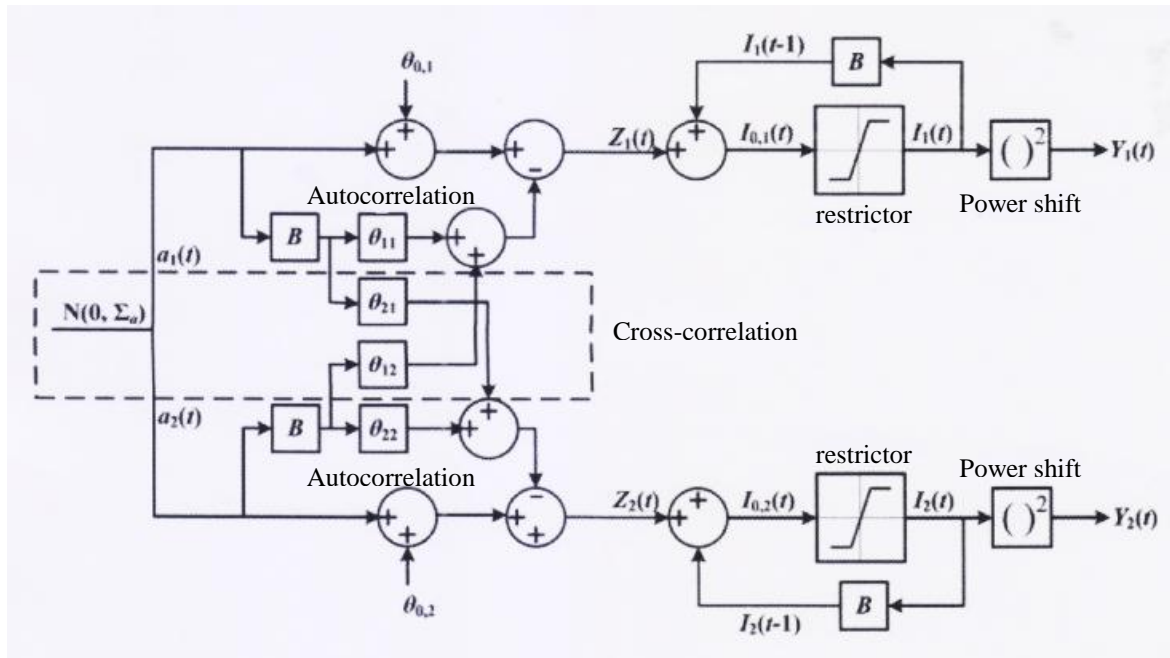 I₁(t-1)
B
θ₀,₁
+
+
+
-
Z₁(t)
+
+
I₀,₁(t)
I₁(t)
( )²
Y₁(t)
Autocorrelation
restrictor
Power shift
B
θ₁₁
+
+
a₁(t)
θ₂₁
N(0, Σₐ)
Cross-correlation
θ₁₂
a₂(t)
B
θ₂₂
+
+
Autocorrelation
restrictor
Power shift
+
+
-
+
+
Z₂(t)
+
+
I₀,₂(t)
I₂(t)
( )²
Y₂(t)
θ₀,₂
B
I₂(t-1)